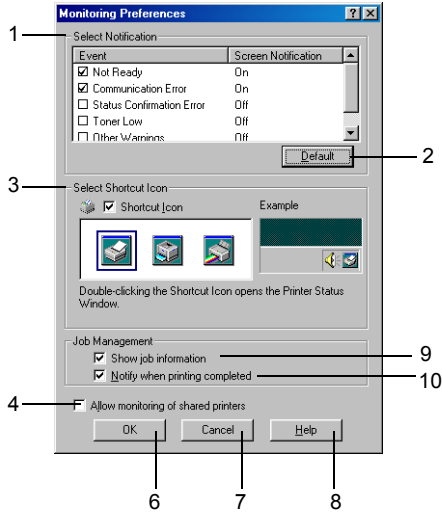 Monitoring Preferences
1
Select Notification
Event Screen Notification
Not Ready On
Communication Error On
Status Confirmation Error Off
Toner Low Off
Other Warnings Off
Default
2
3
Select Shortcut Icon
Shortcut Icon
Example
Double-clicking the Shortcut Icon opens the Printer Status
Window.
Job Management
Show job information
9
Notify when printing completed
10
4
Allow monitoring of shared printers
OK Cancel Help
6 7 8